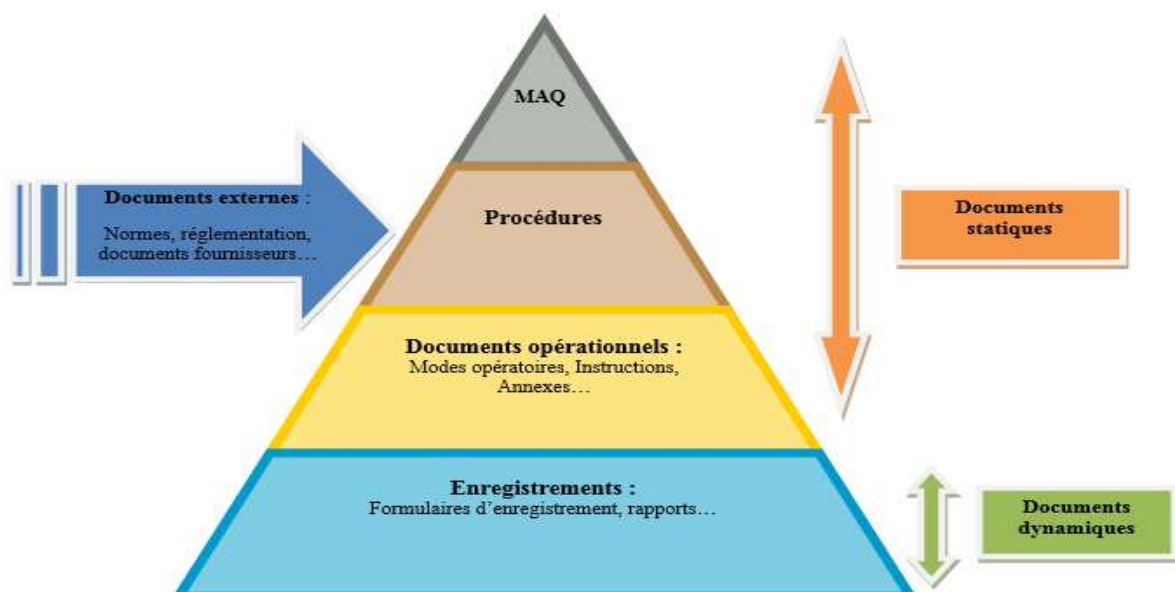 MAQ
Documents externes :
Normes, réglementation,
documents fournisseurs…
Procédures
Documents
statiques
Documents opérationnels :
Modes opératoires, Instructions,
Annexes…
Enregistrements :
Formulaires d’enregistrement, rapports…
Documents
dynamiques